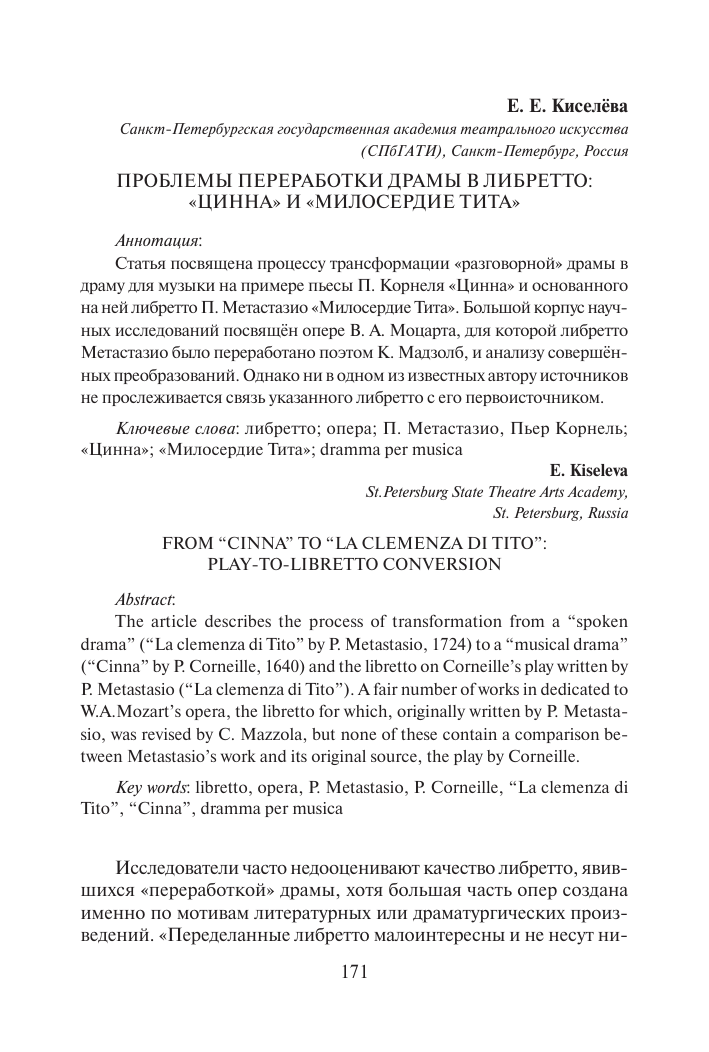 Е. Е. Киселёва
Санкт-Петербургская государственная академия театрального искусства
(СПбГАТИ), Санкт-Петербург, Россия
ПРОБЛЕМЫ ПЕРЕРАБОТКИ ДРАМЫ В ЛИБРЕТТО:
«ЦИННА» И «МИЛОСЕРДИЕ ТИТА»
Аннотация:
Статья посвящена процессу трансформации «разговорной» драмы в
драму для музыки на примере пьесы П. Корнеля «Цинна» и основанного
на ней либретто П. Метастазио «Милосердие Тита». Большой корпус науч-
ных исследований посвящён опере В. А. Моцарта, для которой либретто
Метастазио было переработано поэтом К. Мадзолб, и анализу совершён-
ных преобразований. Однако ни в одном из известных автору источников
не прослеживается связь указанного либретто с его первоисточником.
Ключевые слова: либретто; опера; П. Метастазио, Пьер Корнель;
«Цинна»; «Милосердие Тита»; dramma per musica
E. Kiseleva
St.Petersburg State Theatre Arts Academy,
St. Petersburg, Russia
FROM “CINNA” TO “LA CLEMENZA DI TITO”:
PLAY-TO-LIBRETTO CONVERSION
Abstract:
The article describes the process of transformation from a “spoken
drama” (“La clemenza di Tito” by P. Metastasio, 1724) to a “musical drama”
(“Cinna” by P. Corneille, 1640) and the libretto on Corneille’s play written by
P. Metastasio (“La clemenza di Tito”). A fair number of works in dedicated to
W.A.Mozart’s opera, the libretto for which, originally written by P. Metasta-
sio, was revised by C. Mazzola, but none of these contain a comparison be-
tween Metastasio’s work and its original source, the play by Corneille.
Key words: libretto, opera, P. Metastasio, P. Corneille, “La clemenza di
Tito”, “Cinna”, dramma per musica
Исследователи часто недооценивают качество либретто, явив-
шихся «переработкой» драмы, хотя большая часть опер создана
именно по мотивам литературных или драматургических произ-
ведений. «Переделанные либретто малоинтересны и не несут ни-
171